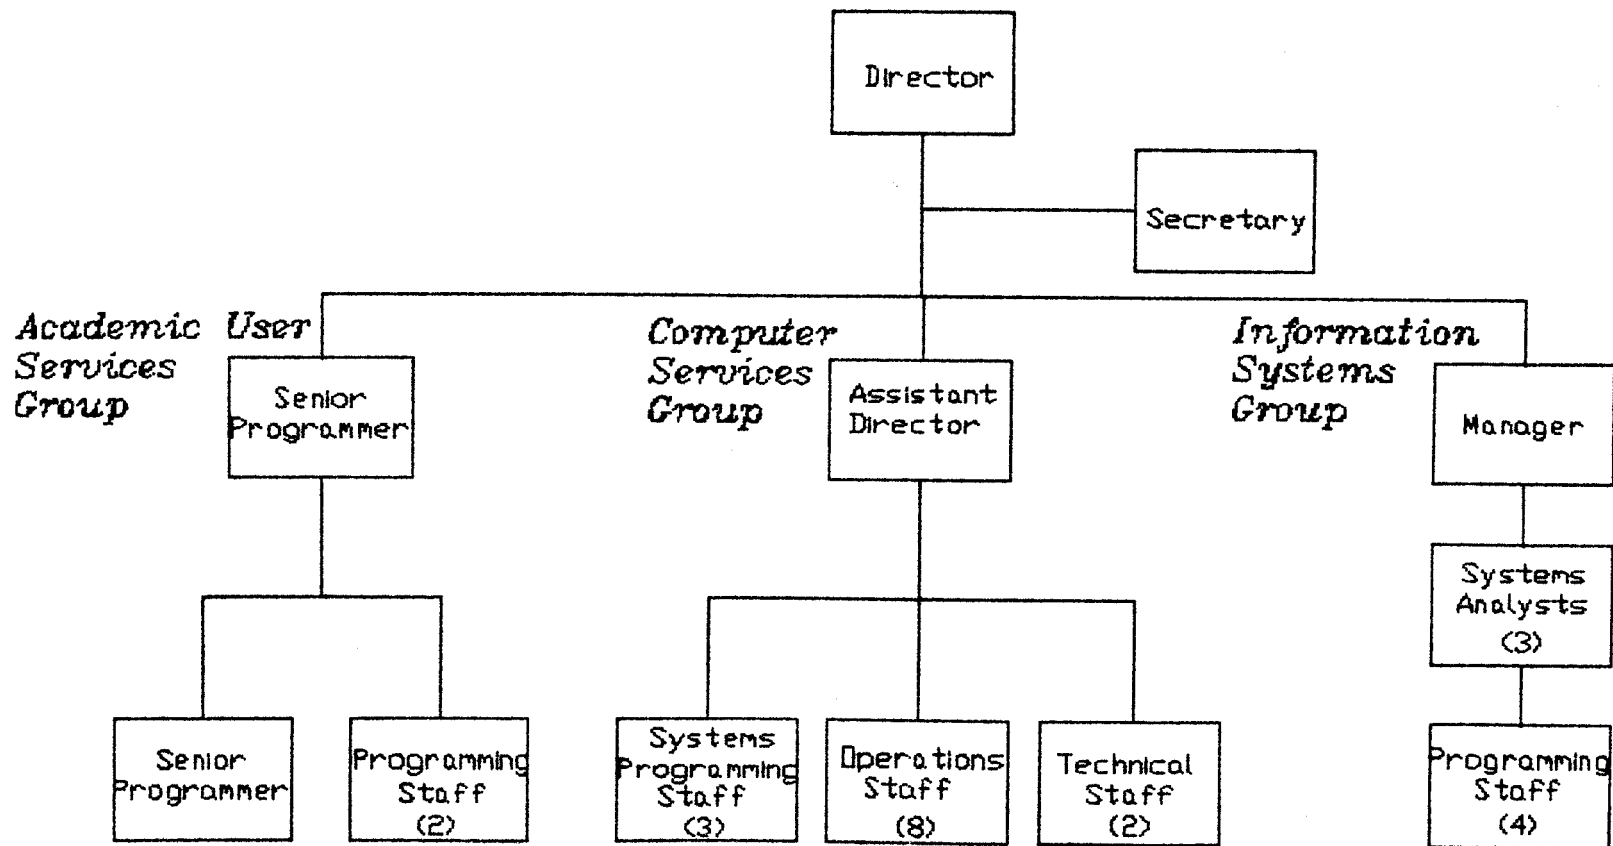 Director
Secretary
Academic User
Services
Group
Senior
Programmer
Computer
Services
Group
Assistant
Director
Information
Systems
Group
Manager
Systems
Analysts
(3)
Senior
Programmer
Programming
Staff
(2)
Systems
Programming
Staff
(3)
Operations
Staff
(8)
Technical
Staff
(2)
Programming
Staff
(4)